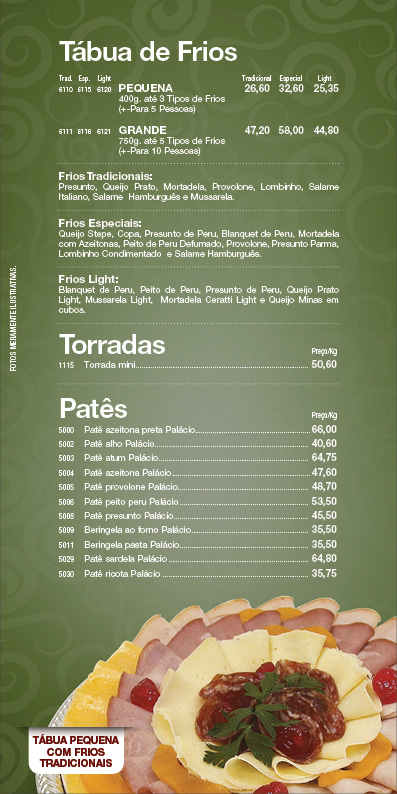 Tábua de Frios
Trad. Esp. Light Tradicional Especial Light
6110 6115 6120 PEQUENA 26,60 32,60 25,35
400g. até 3 Tipos de Frios
(+-Para 5 Pessoas)
6111 6116 6121 GRANDE 47,20 58,00 44,80
750g. até 5 Tipos de Frios
(+-Para 10 Pessoas)
Frios Tradicionais:
Presunto, Queijo Prato, Mortadela, Provolone, Lombinho, Salame
Italiano, Salame Hamburguês e Mussarela.
Frios Especiais:
Queijo Stepe, Copa, Presunto de Peru, Blanquet de Peru, Mortadela
com Azeitonas, Peito de Peru Defumado, Provolone, Presunto Parma,
Lombinho Condimentado e Salame Hamburguês.
Frios Light:
Blanquet de Peru, Peito de Peru, Presunto de Peru, Queijo Prato
Light, Mussarela Light, Mortadela Ceratti Light e Queijo Minas em
cubos.
FOTOS MERAMENTE ILUSTRATIVAS.
Torradas Preço/Kg
1115 Torrada mini 50,60
Patês Preço/Kg
5000 Patê azeitona preta Palácio 66,00
5002 Patê alho Palácio 40,60
5003 Patê atum Palácio 64,75
5004 Patê azeitona Palácio 47,60
5005 Patê provolone Palácio 48,70
5006 Patê peito peru Palácio 53,50
5008 Patê presunto Palácio 45,50
5009 Beringela ao forno Palácio 35,50
5011 Beringela pasta Palácio 35,50
5029 Patê sardela Palácio 64,80
5030 Patê ricota Palácio 35,75
TÁBUA PEQUENA
COM FRIOS
TRADICIONAIS